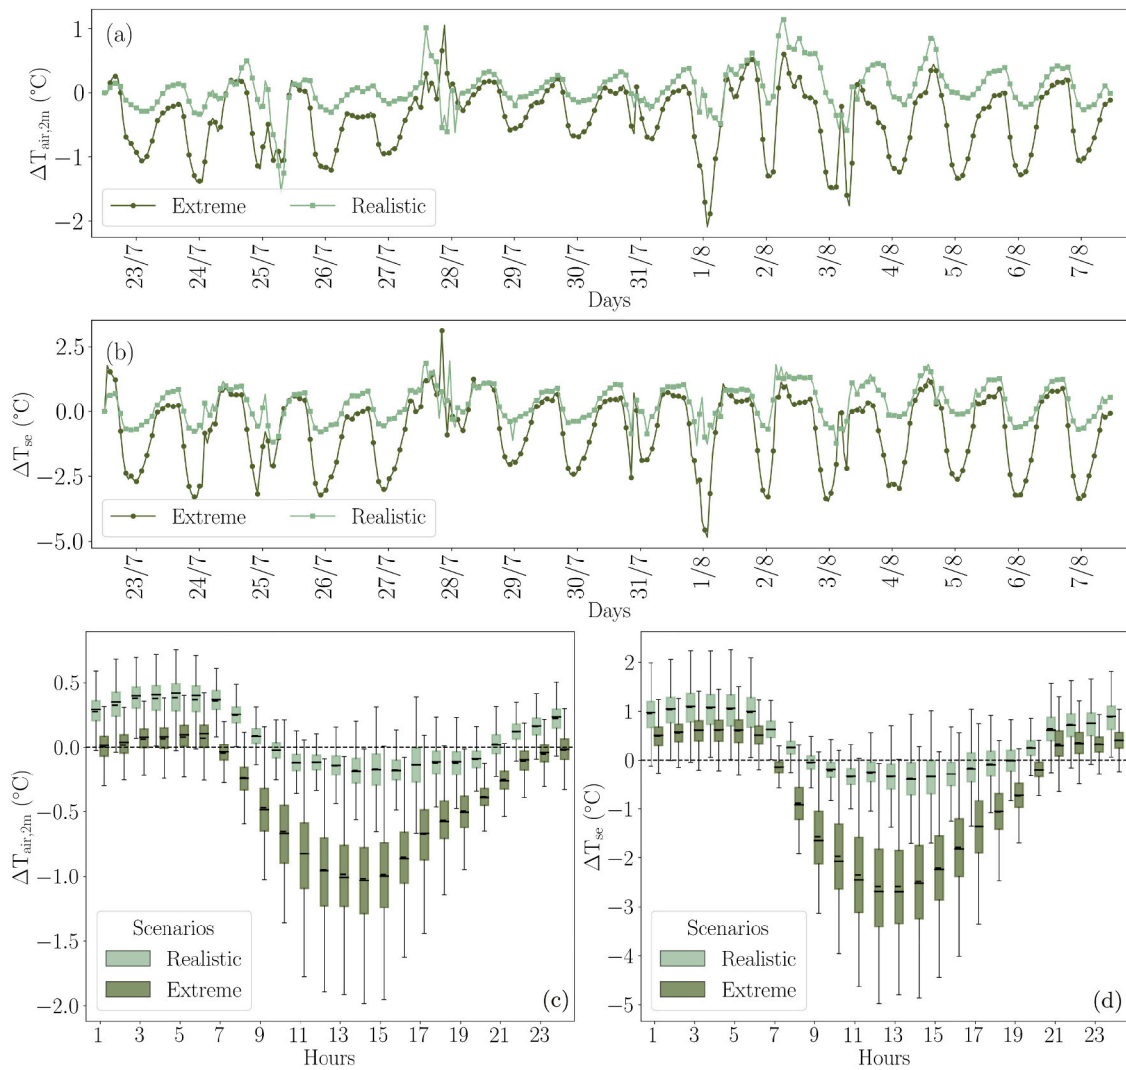 (a)
1
0
−1
−2
ΔT_air,2m (°C)
Extreme Realistic
23/7 24/7 25/7 26/7 27/7 28/7 29/7 30/7 31/7 1/8 2/8 3/8 4/8 5/8 6/8 7/8
Days
(b)
2.5
0.0
−2.5
−5.0
ΔT_se (°C)
Extreme Realistic
23/7 24/7 25/7 26/7 27/7 28/7 29/7 30/7 31/7 1/8 2/8 3/8 4/8 5/8 6/8 7/8
Days
0.5
0.0
−0.5
−1.0
−1.5
−2.0
ΔT_air,2m (°C)
Scenarios
Realistic
Extreme
(c)
1 3 5 7 9 11 13 15 17 19 21 23
Hours
2
1
0
−1
−2
−3
−4
−5
ΔT_se (°C)
Scenarios
Realistic
Extreme
(d)
1 3 5 7 9 11 13 15 17 19 21 23
Hours